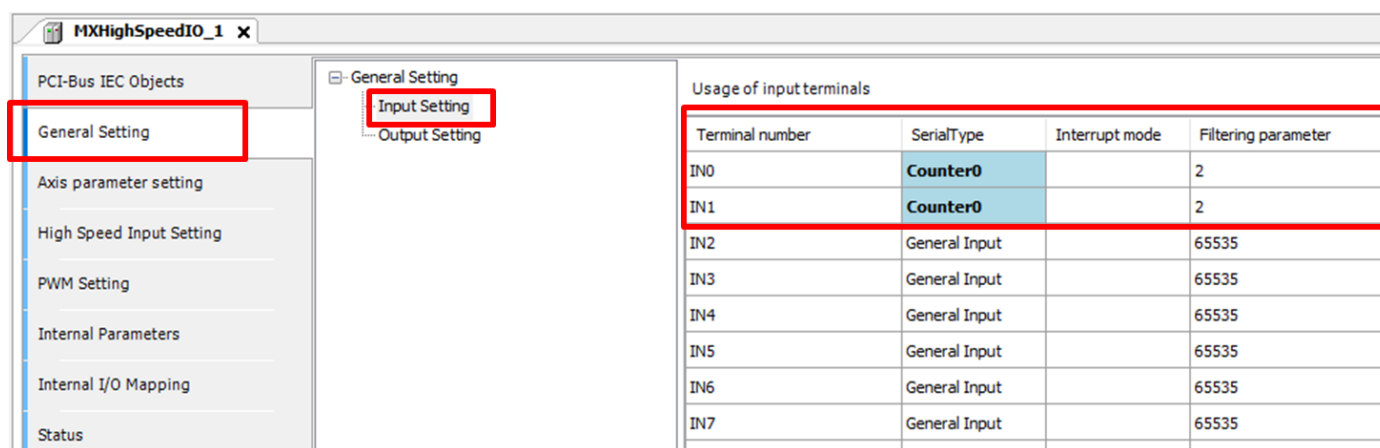 MXHighSpeedIO_1
PCI-Bus IEC Objects
General Setting
Axis parameter setting
High Speed Input Setting
PWM Setting
Internal Parameters
Internal I/O Mapping
Status
General Setting
Input Setting
Output Setting
Usage of input terminals
Terminal number SerialType Interrupt mode Filtering parameter
IN0 Counter0 2
IN1 Counter0 2
IN2 General Input 65535
IN3 General Input 65535
IN4 General Input 65535
IN5 General Input 65535
IN6 General Input 65535
IN7 General Input 65535